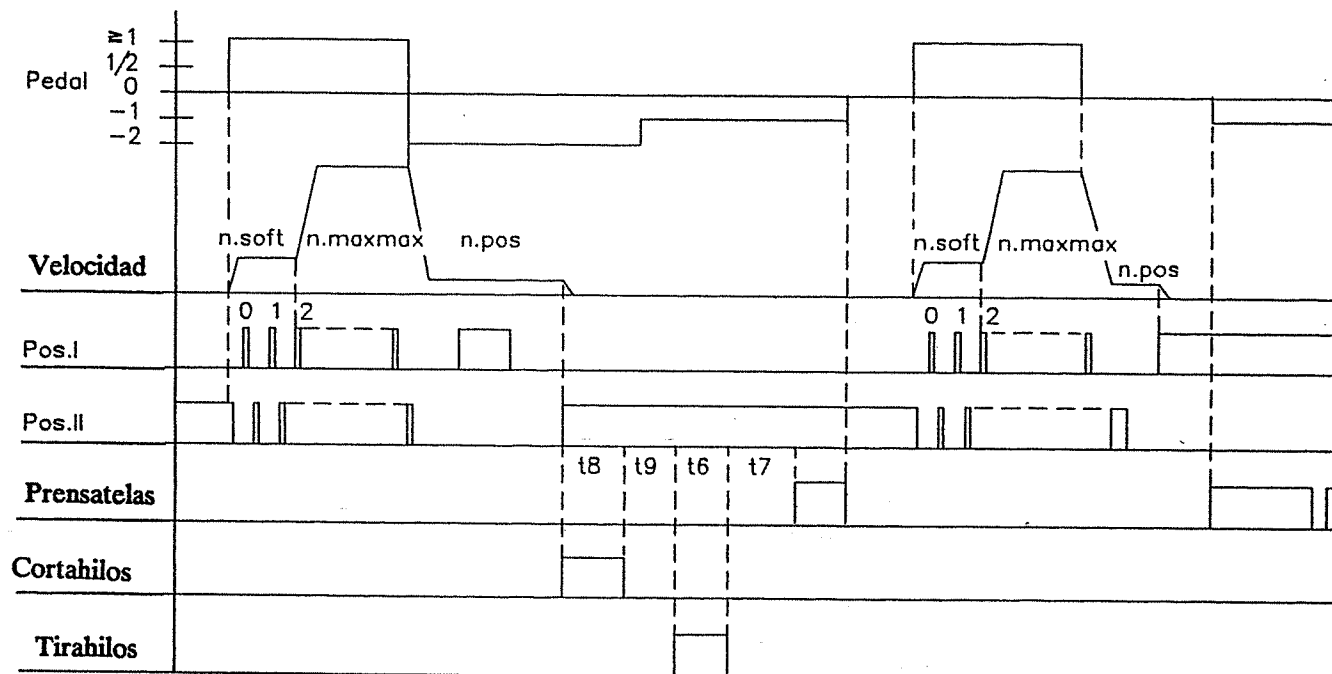 ≥1
1/2
Pedal 0
-1
-2
n.soft n.maxmax n.pos n.soft n.maxmax
Velocidad n.pos
0 1 2 0 1 2
Pos.I
Pos.II
t8 t9 t6 t7
Prensatelas
Cortahilos
Tirahilos